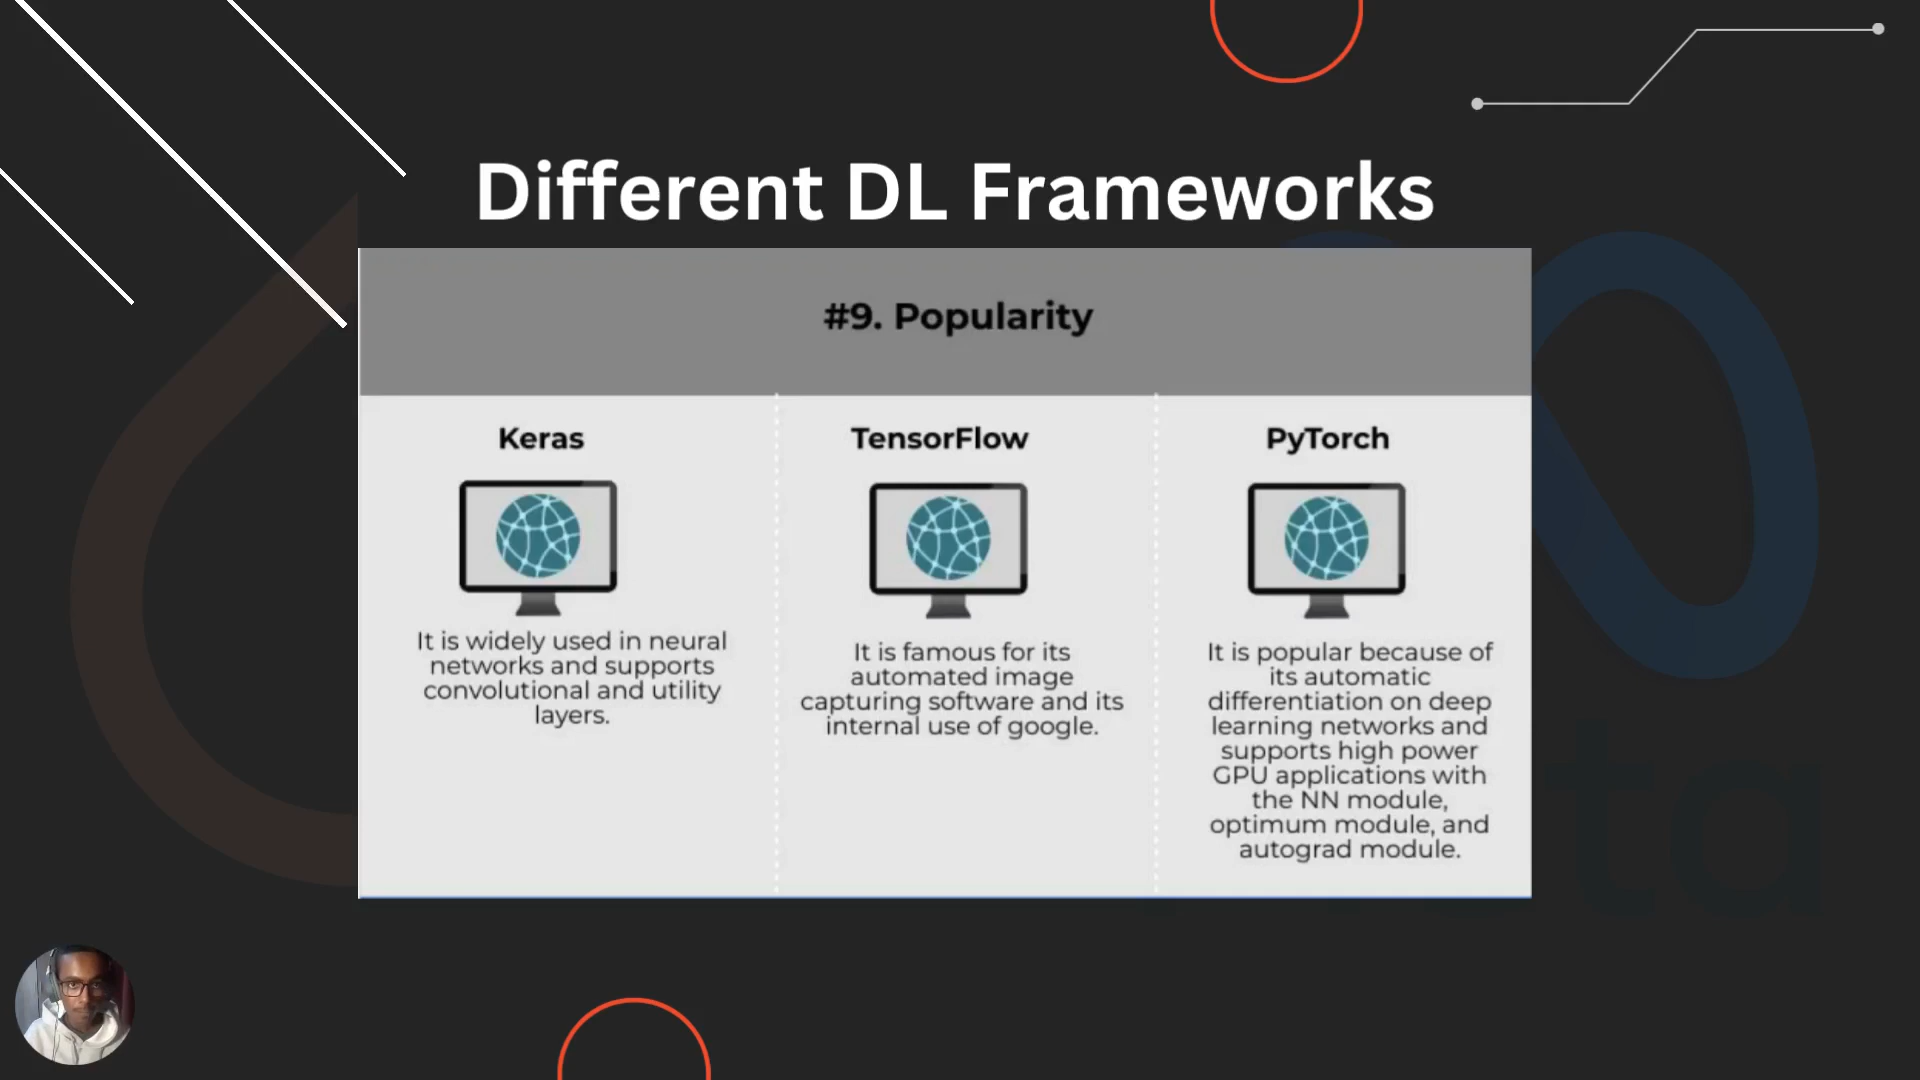 Different DL Frameworks
#9. Popularity
Keras
It is widely used in neural
networks and supports
convolutional and utility
layers.
TensorFlow
It is famous for its
automated image
capturing software and its
internal use of google.
PyTorch
It is popular because of
its automatic
differentiation on deep
learning networks and
supports high power
GPU applications with
the NN module,
optimum module, and
autograd module.